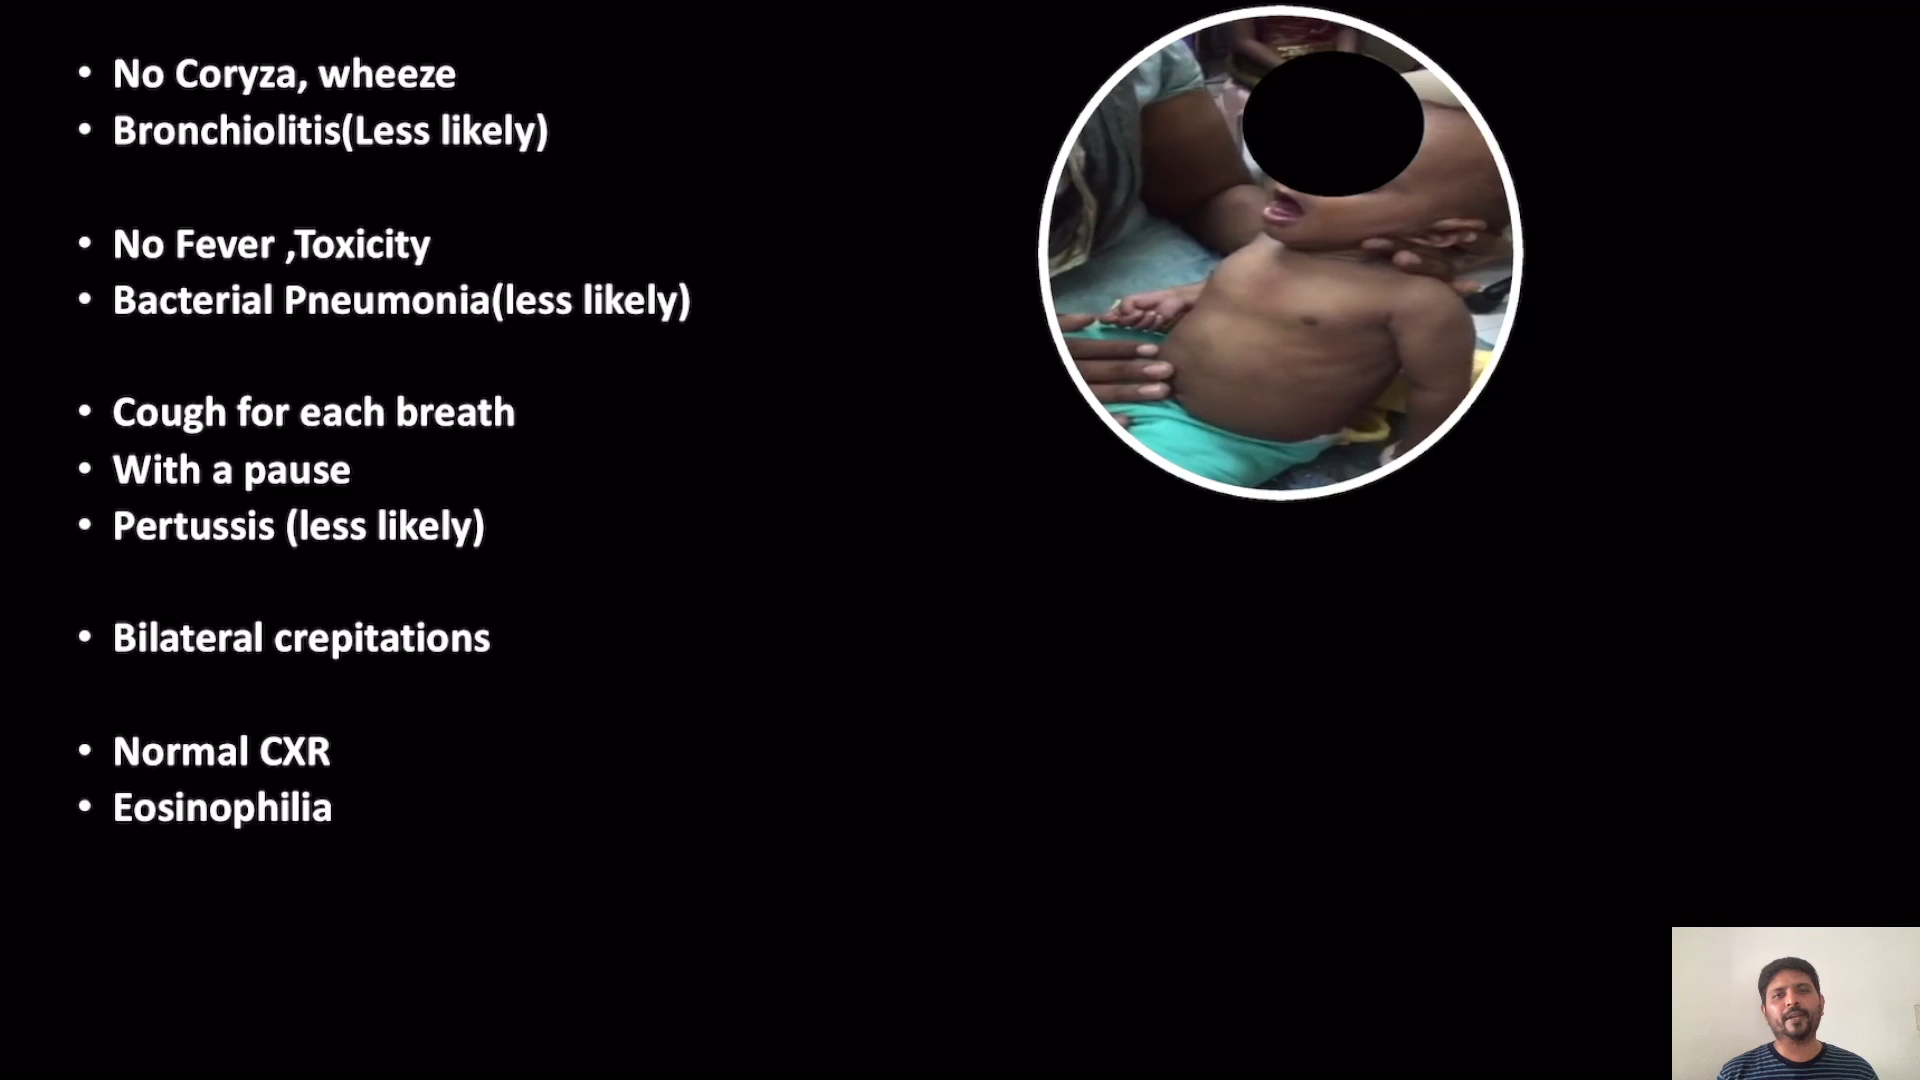 • No Coryza, wheeze
• Bronchiolitis(Less likely)
• No Fever ,Toxicity
• Bacterial Pneumonia(less likely)
• Cough for each breath
• With a pause
• Pertussis (less likely)
• Bilateral crepitations
• Normal CXR
• Eosinophilia